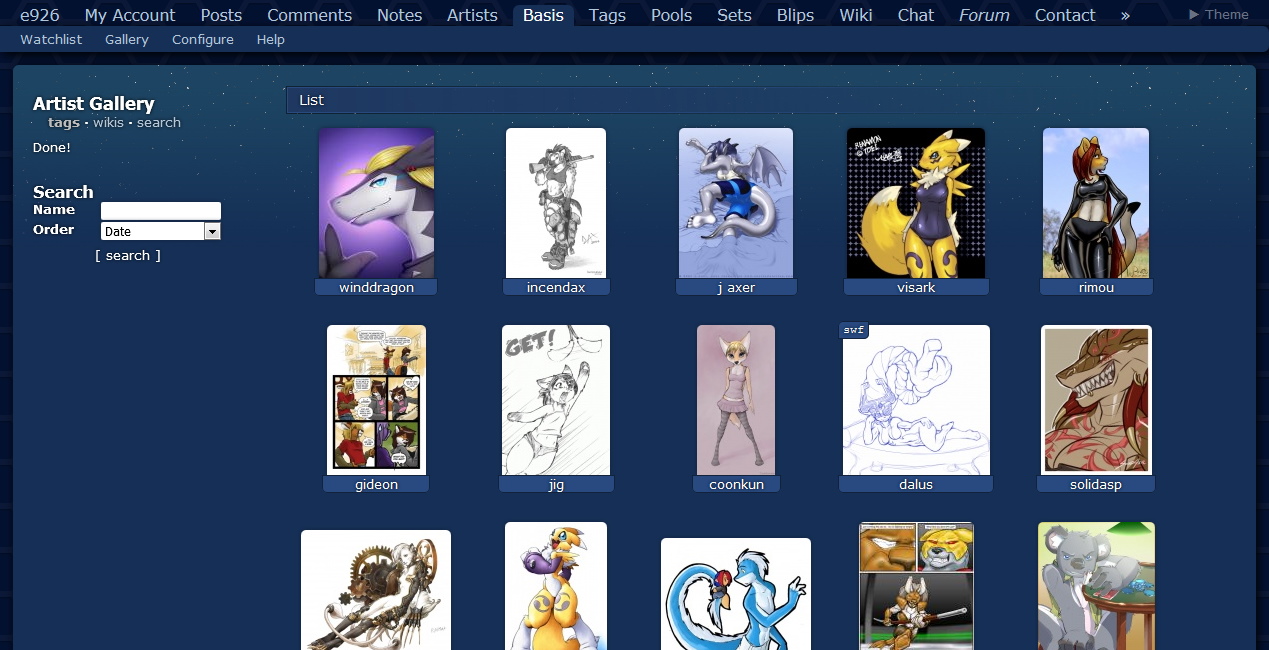 e926 My Account Posts Comments Notes Artists Basis Tags Pools Sets Blips Wiki Chat Forum Contact » ▶ Theme
Watchlist Gallery Configure Help
Artist Gallery
tags · wikis · search
Done!
Search
Name
Order Date
[ search ]
List
winddragon incendax j axer visark rimou
GET!
swf
gideon jig coonkun dalus solidasp